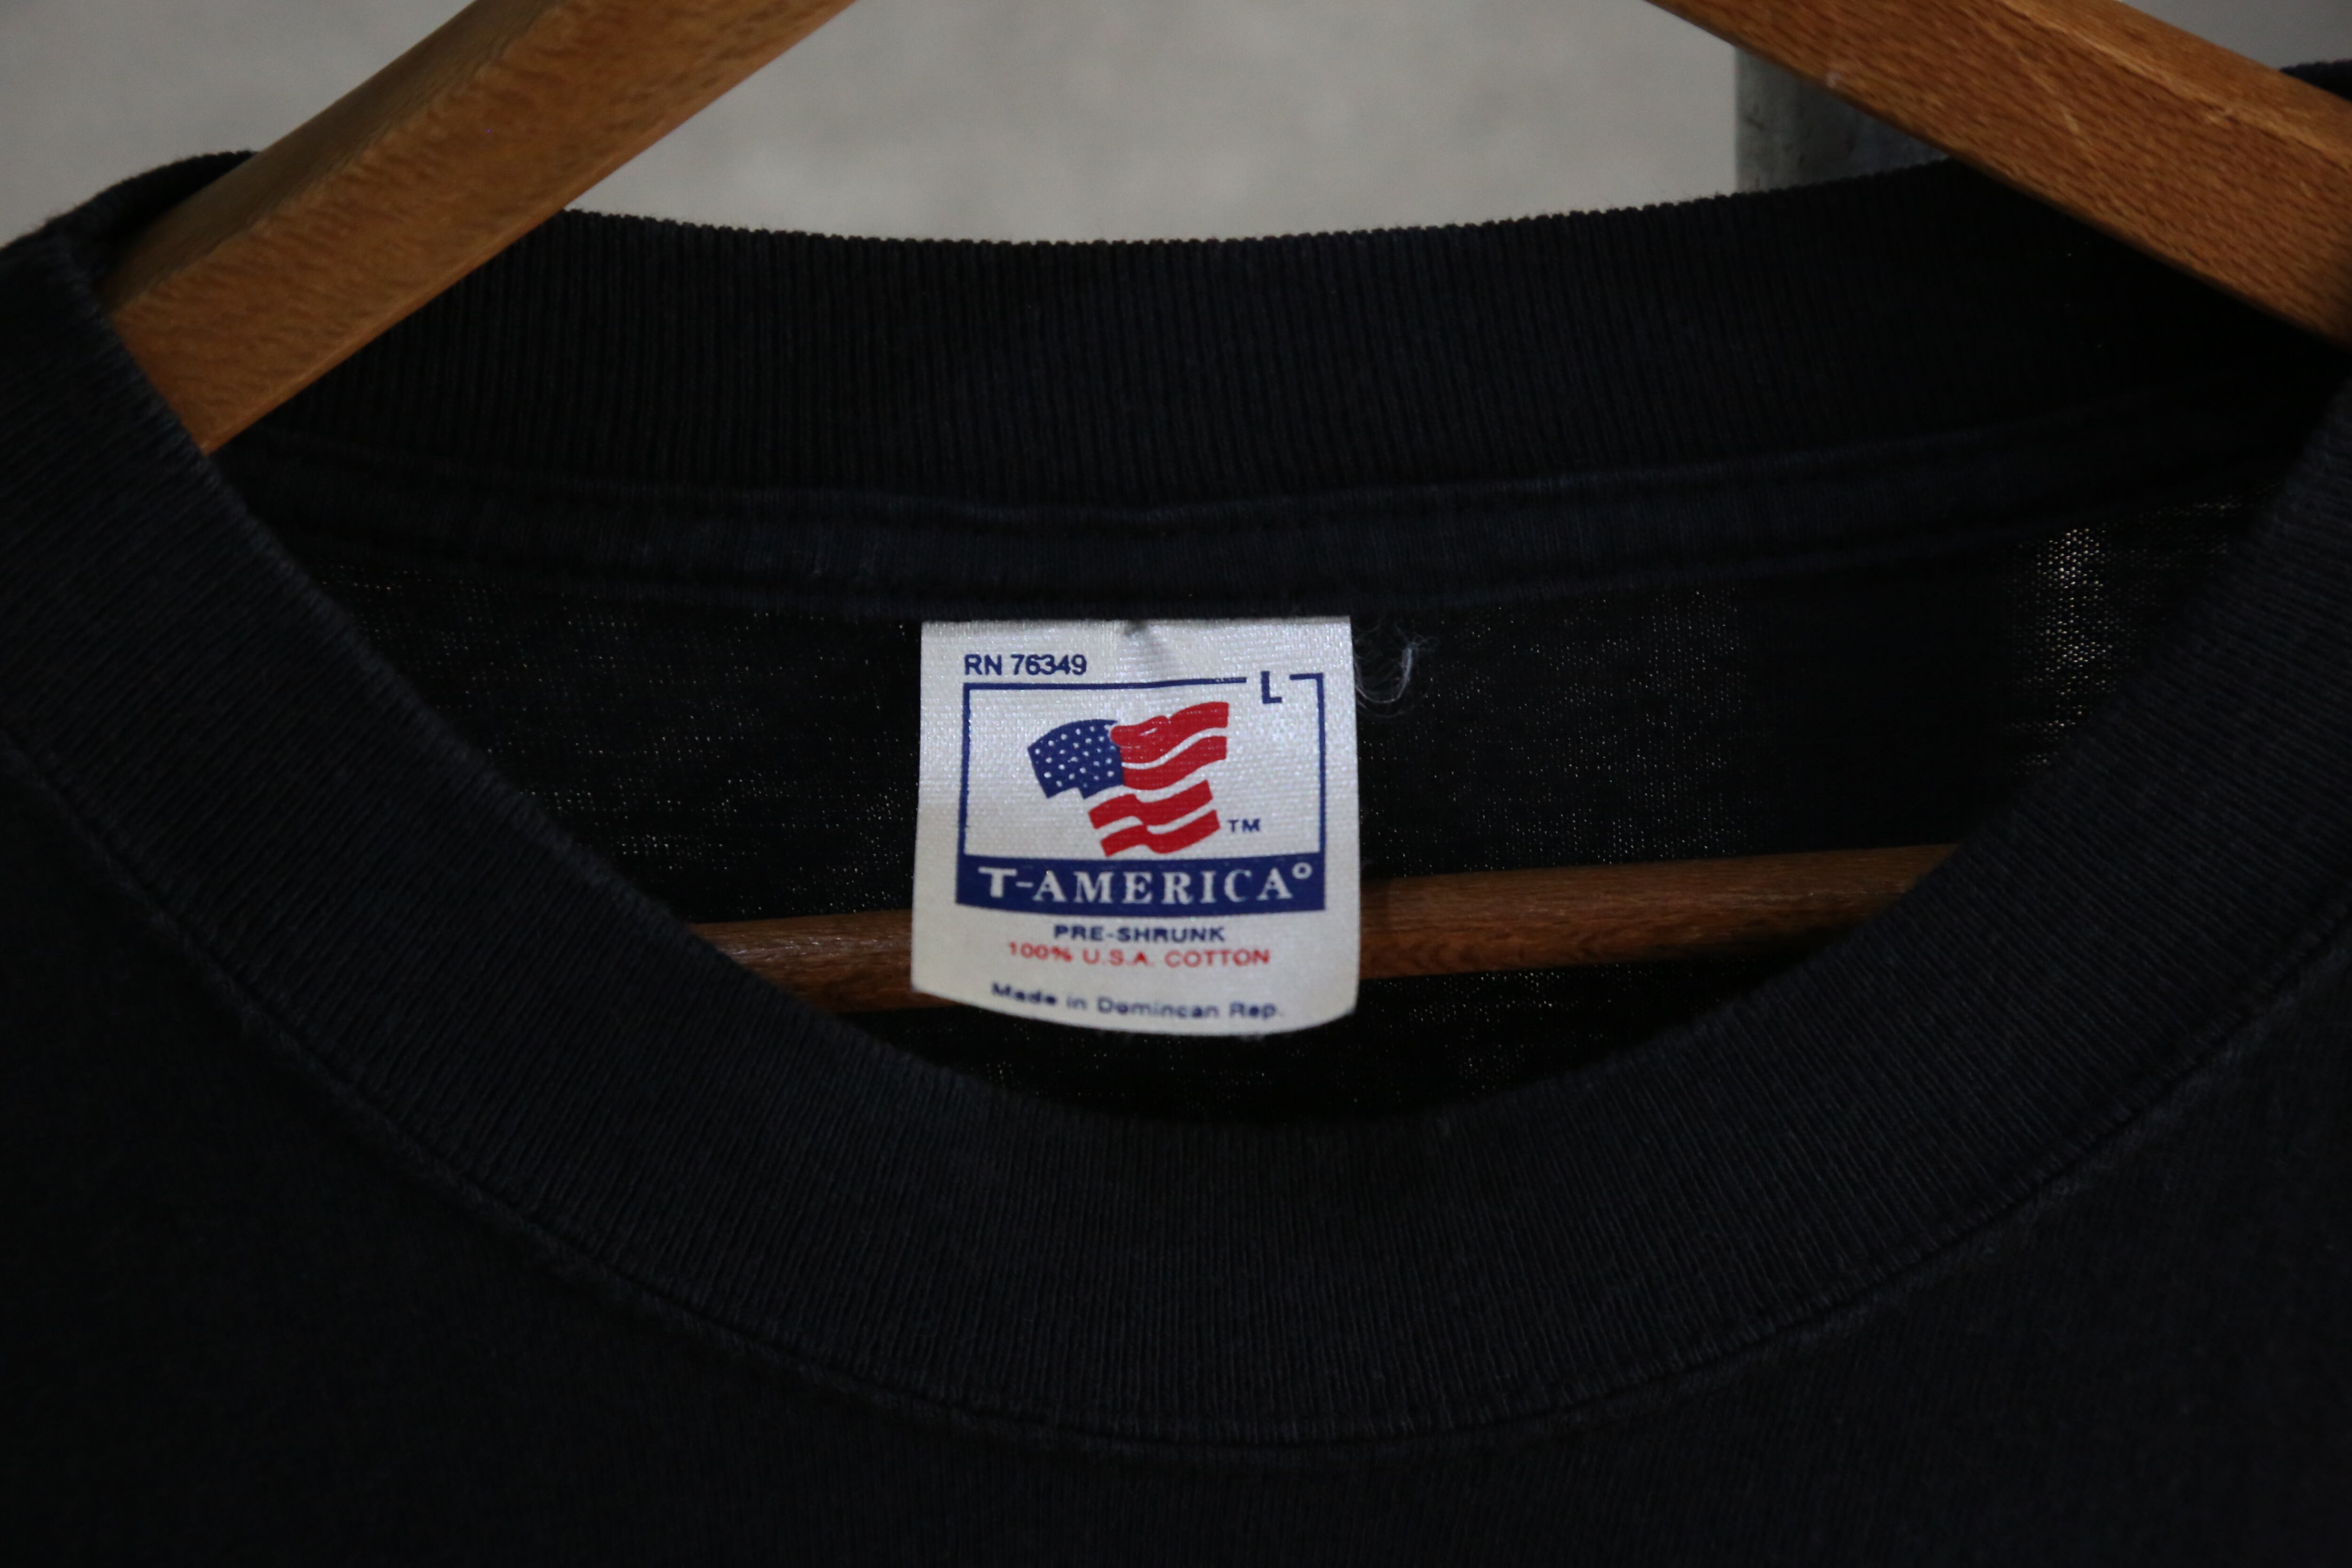 RN 76349
L
TM
T-AMERICA°
PRE-SHRUNK
100% U.S.A. COTTON
Made in Domincan Rep.